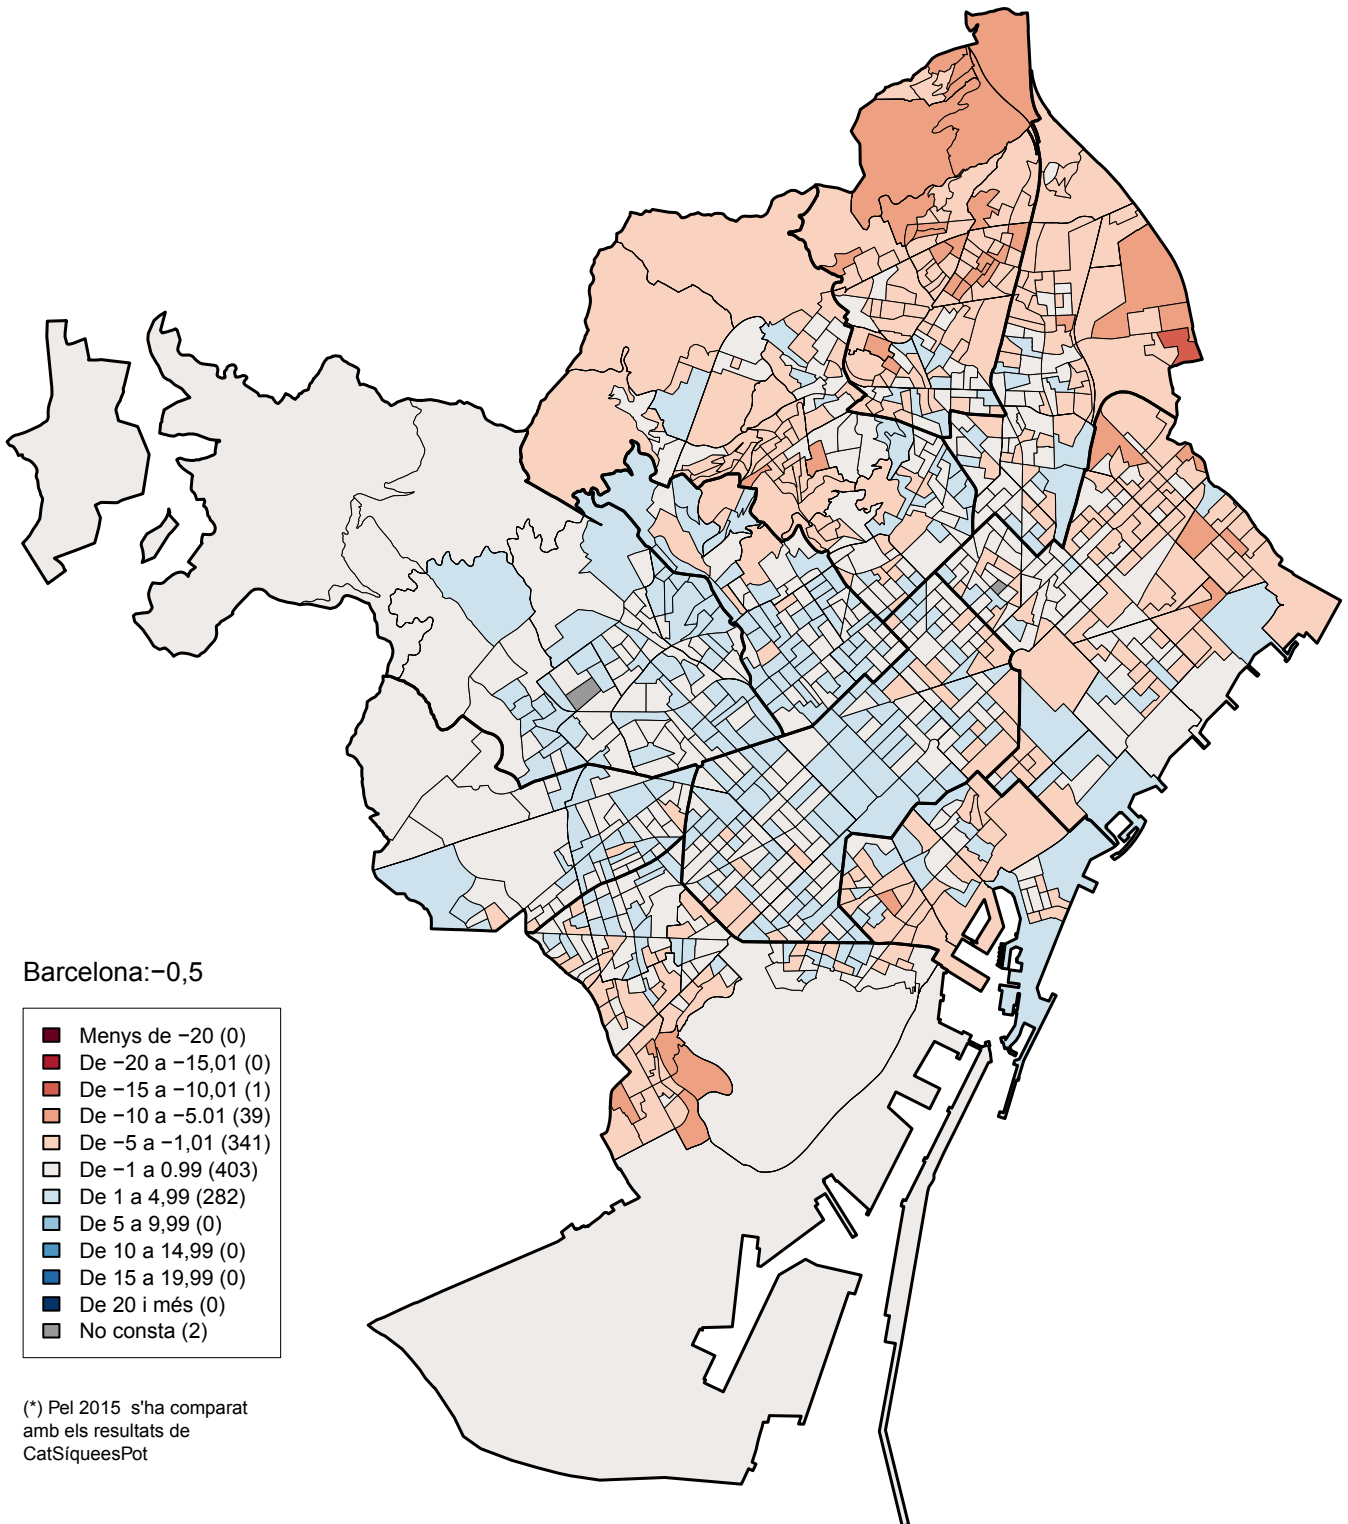 Barcelona:−0,5
Menys de −20 (0)
De −20 a −15,01 (0)
De −15 a −10,01 (1)
De −10 a −5.01 (39)
De −5 a −1,01 (341)
De −1 a 0.99 (403)
De 1 a 4,99 (282)
De 5 a 9,99 (0)
De 10 a 14,99 (0)
De 15 a 19,99 (0)
De 20 i més (0)
No consta (2)
(*) Pel 2015 s'ha comparat
amb els resultats de
CatSíqueesPot